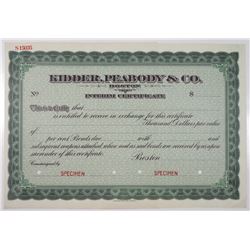 S 15035
KIDDER, PEABODY & CO.
BOSTON
INTERIM CERTIFICATE
No $
This is to Certify that
is entitled to receive in exchange for this certificate
Thousand Dollars par value
of
per cent Bonds due with and
subsequent coupons attached, when and as said bonds are received by us upon
surrender of this certificate.
Countersigned Boston
by
SPECIMEN SPECIMEN